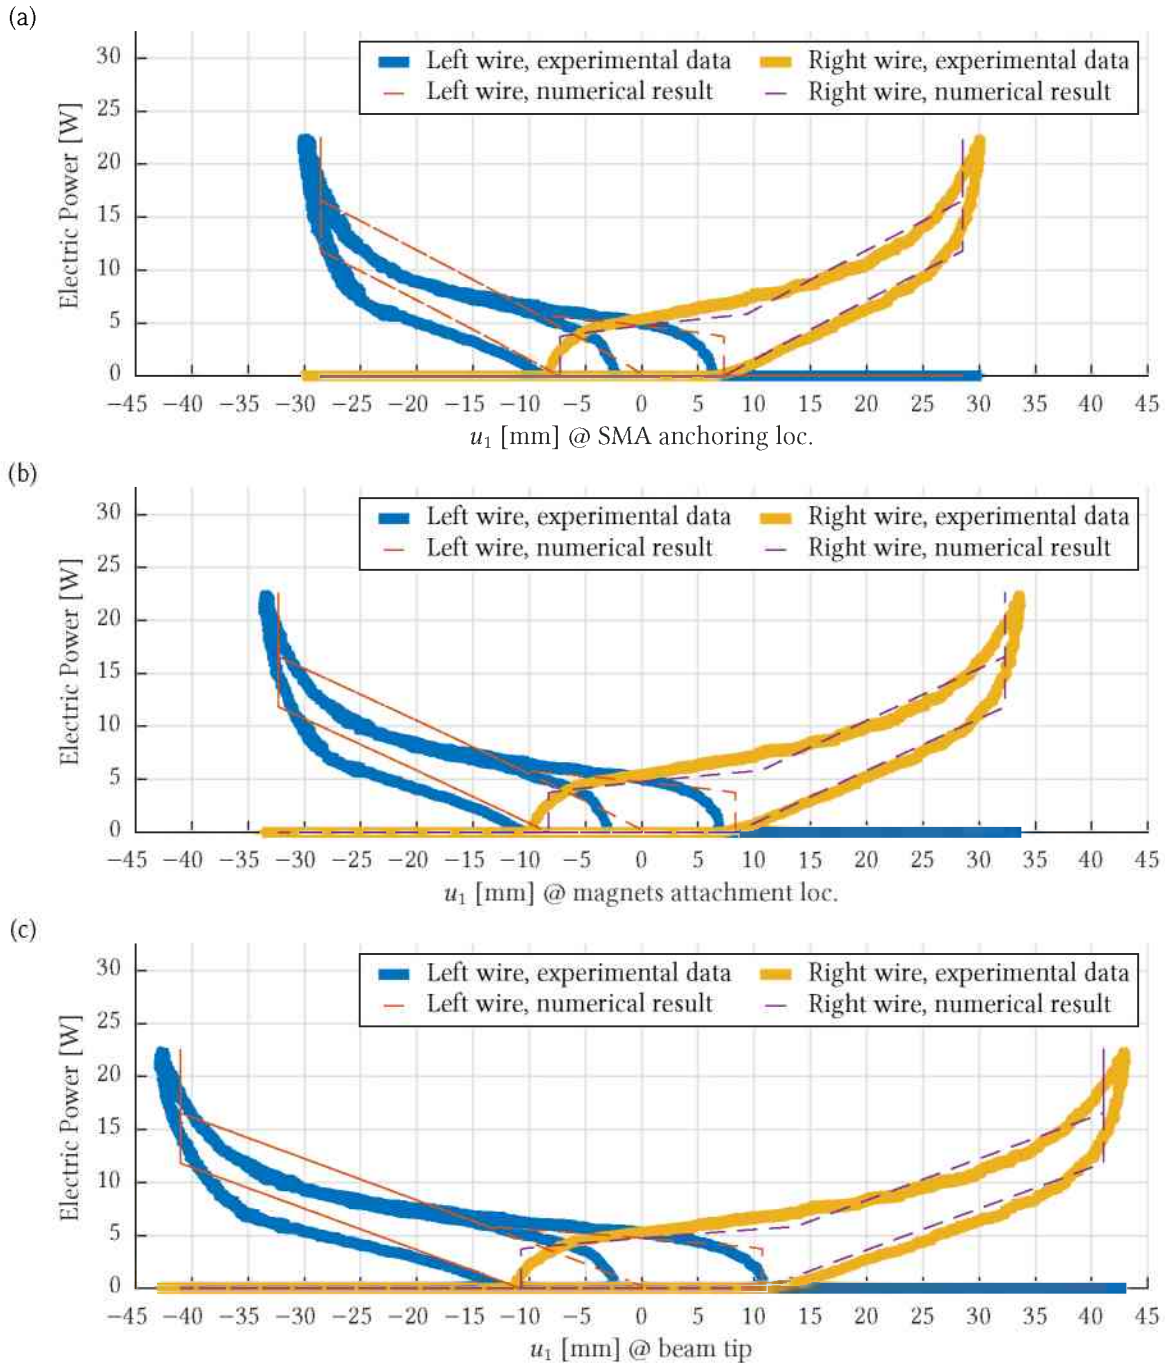 (a)
Electric Power [W]
30
25
20
15
10
5
0
Left wire, experimental data Right wire, experimental data
Left wire, numerical result Right wire, numerical result
−45 −40 −35 −30 −25 −20 −15 −10 −5 0 5 10 15 20 25 30 35 40 45
u₁ [mm] @ SMA anchoring loc.
(b)
Electric Power [W]
30
25
20
15
10
5
0
Left wire, experimental data Right wire, experimental data
Left wire, numerical result Right wire, numerical result
−45 −40 −35 −30 −25 −20 −15 −10 −5 0 5 10 15 20 25 30 35 40 45
u₁ [mm] @ magnets attachment loc.
(c)
Electric Power [W]
30
25
20
15
10
5
0
Left wire, experimental data Right wire, experimental data
Left wire, numerical result Right wire, numerical result
−45 −40 −35 −30 −25 −20 −15 −10 −5 0 5 10 15 20 25 30 35 40 45
u₁ [mm] @ beam tip